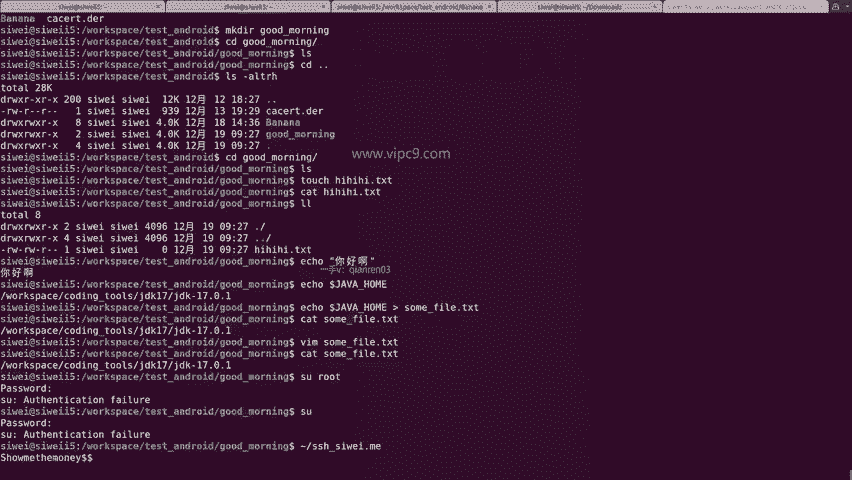 siwei@siweii5: /workspace/test_android/Banana
siwei@siweii5: ~/Downloads
Banana  cacert.der
siwei@siweii5:/workspace/test_android$ mkdir good_morning
siwei@siweii5:/workspace/test_android$ cd good_morning/
siwei@siweii5:/workspace/test_android/good_morning$ ls
siwei@siweii5:/workspace/test_android/good_morning$ cd ..
siwei@siweii5:/workspace/test_android$ ls -altrh
total 28K
drwxr-xr-x 200 siwei siwei  12K 12月 12 18:27 ..
-rw-r--r--   1 siwei siwei  939 12月 13 19:29 cacert.der
drwxrwxr-x   8 siwei siwei 4.0K 12月 18 14:36 Banana
drwxrwxr-x   2 siwei siwei 4.0K 12月 19 09:27 good_morning
drwxrwxr-x   4 siwei siwei 4.0K 12月 19 09:27 .
siwei@siweii5:/workspace/test_android$ cd good_morning/
www.vipc9.com
siwei@siweii5:/workspace/test_android/good_morning$ ls
siwei@siweii5:/workspace/test_android/good_morning$ touch hihihi.txt
siwei@siweii5:/workspace/test_android/good_morning$ cat hihihi.txt
siwei@siweii5:/workspace/test_android/good_morning$ ll
total 8
drwxrwxr-x 2 siwei siwei 4096 12月 19 09:27 ./
drwxrwxr-x 4 siwei siwei 4096 12月 19 09:27 ../
-rw-rw-r-- 1 siwei siwei    0 12月 19 09:27 hihihi.txt
siwei@siweii5:/workspace/test_android/good_morning$ echo "你好啊"
你好啊
qianren03
siwei@siweii5:/workspace/test_android/good_morning$ echo $JAVA_HOME
/workspace/coding_tools/jdk17/jdk-17.0.1
siwei@siweii5:/workspace/test_android/good_morning$ echo $JAVA_HOME > some_file.txt
siwei@siweii5:/workspace/test_android/good_morning$ cat some_file.txt
/workspace/coding_tools/jdk17/jdk-17.0.1
siwei@siweii5:/workspace/test_android/good_morning$ vim some_file.txt
siwei@siweii5:/workspace/test_android/good_morning$ cat some_file.txt
/workspace/coding_tools/jdk17/jdk-17.0.1
siwei@siweii5:/workspace/test_android/good_morning$ su root
Password:
su: Authentication failure
siwei@siweii5:/workspace/test_android/good_morning$ su
Password:
su: Authentication failure
siwei@siweii5:/workspace/test_android/good_morning$ ~/ssh_siwei.me
Showmethemoney$$